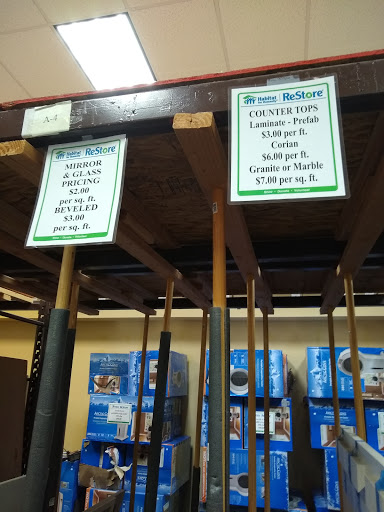 A-4
Habitat ReStore
MIRROR
& GLASS
PRICING
$2.00
per sq. ft.
BEVELED
$3.00
per sq. ft.
Habitat ReStore
COUNTER TOPS
Laminate - Prefab
$3.00 per ft.
Corian
$6.00 per ft.
Granite or Marble
$7.00 per sq. ft.